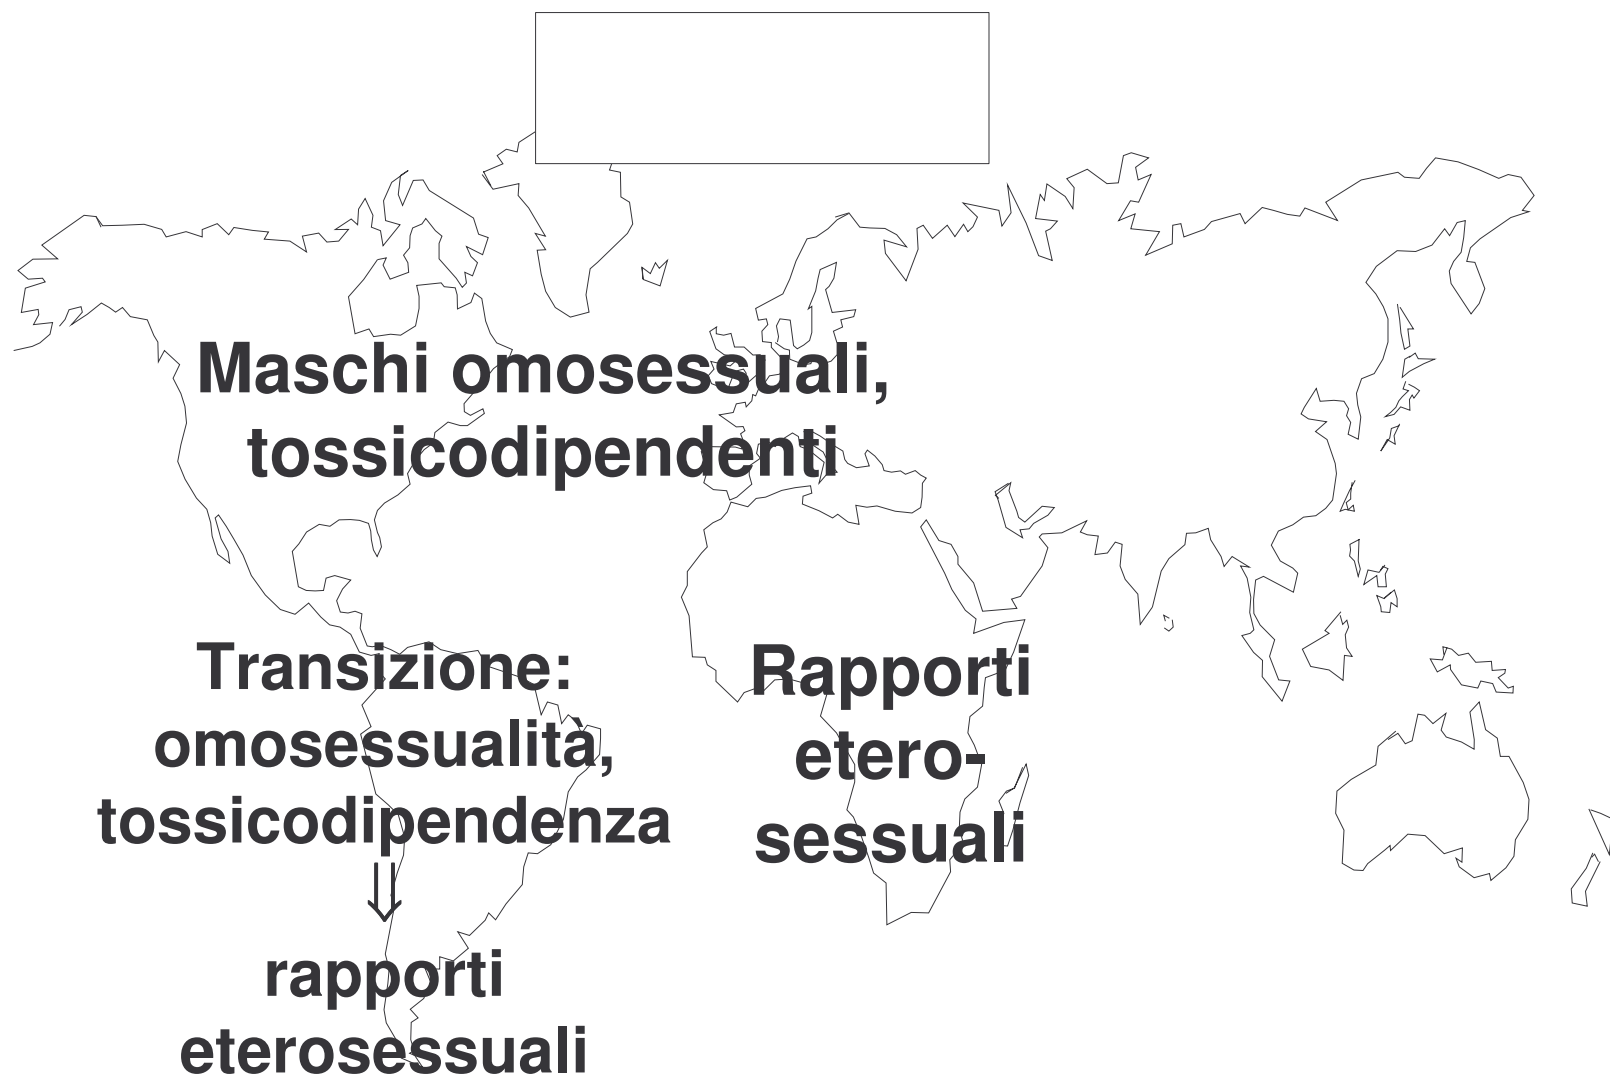 Maschi omosessuali,
tossicodipendenti
Transizione:
omosessualità,
tossicodipendenza
⇓
rapporti
eterosessuali
Rapporti
etero-
sessuali